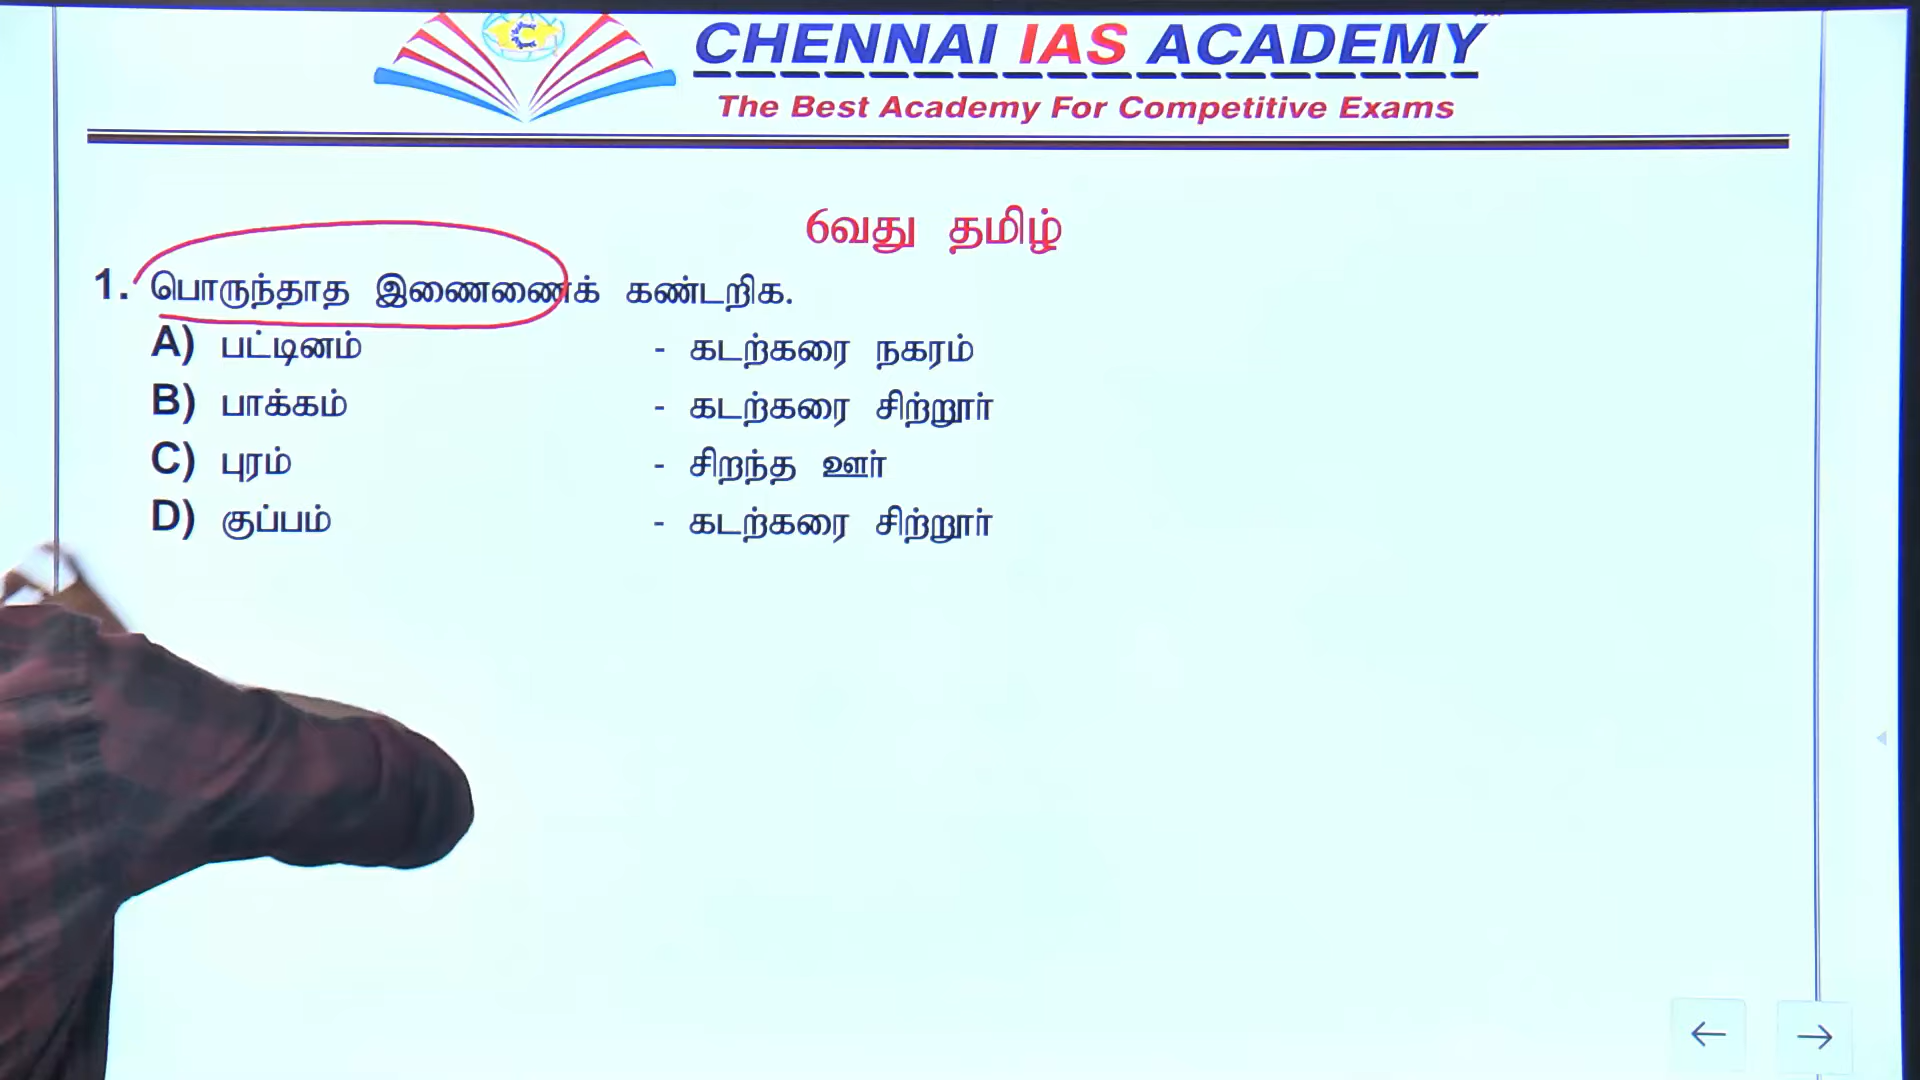 CHENNAI IAS ACADEMY
The Best Academy For Competitive Exams
6வது தமிழ்
1. பொருந்தாத இணைணைக் கண்டறிக.
A) பட்டினம் - கடற்கரை நகரம்
B) பாக்கம் - கடற்கரை சிற்றூர்
C) புரம் - சிறந்த ஊர்
D) குப்பம் - கடற்கரை சிற்றூர்